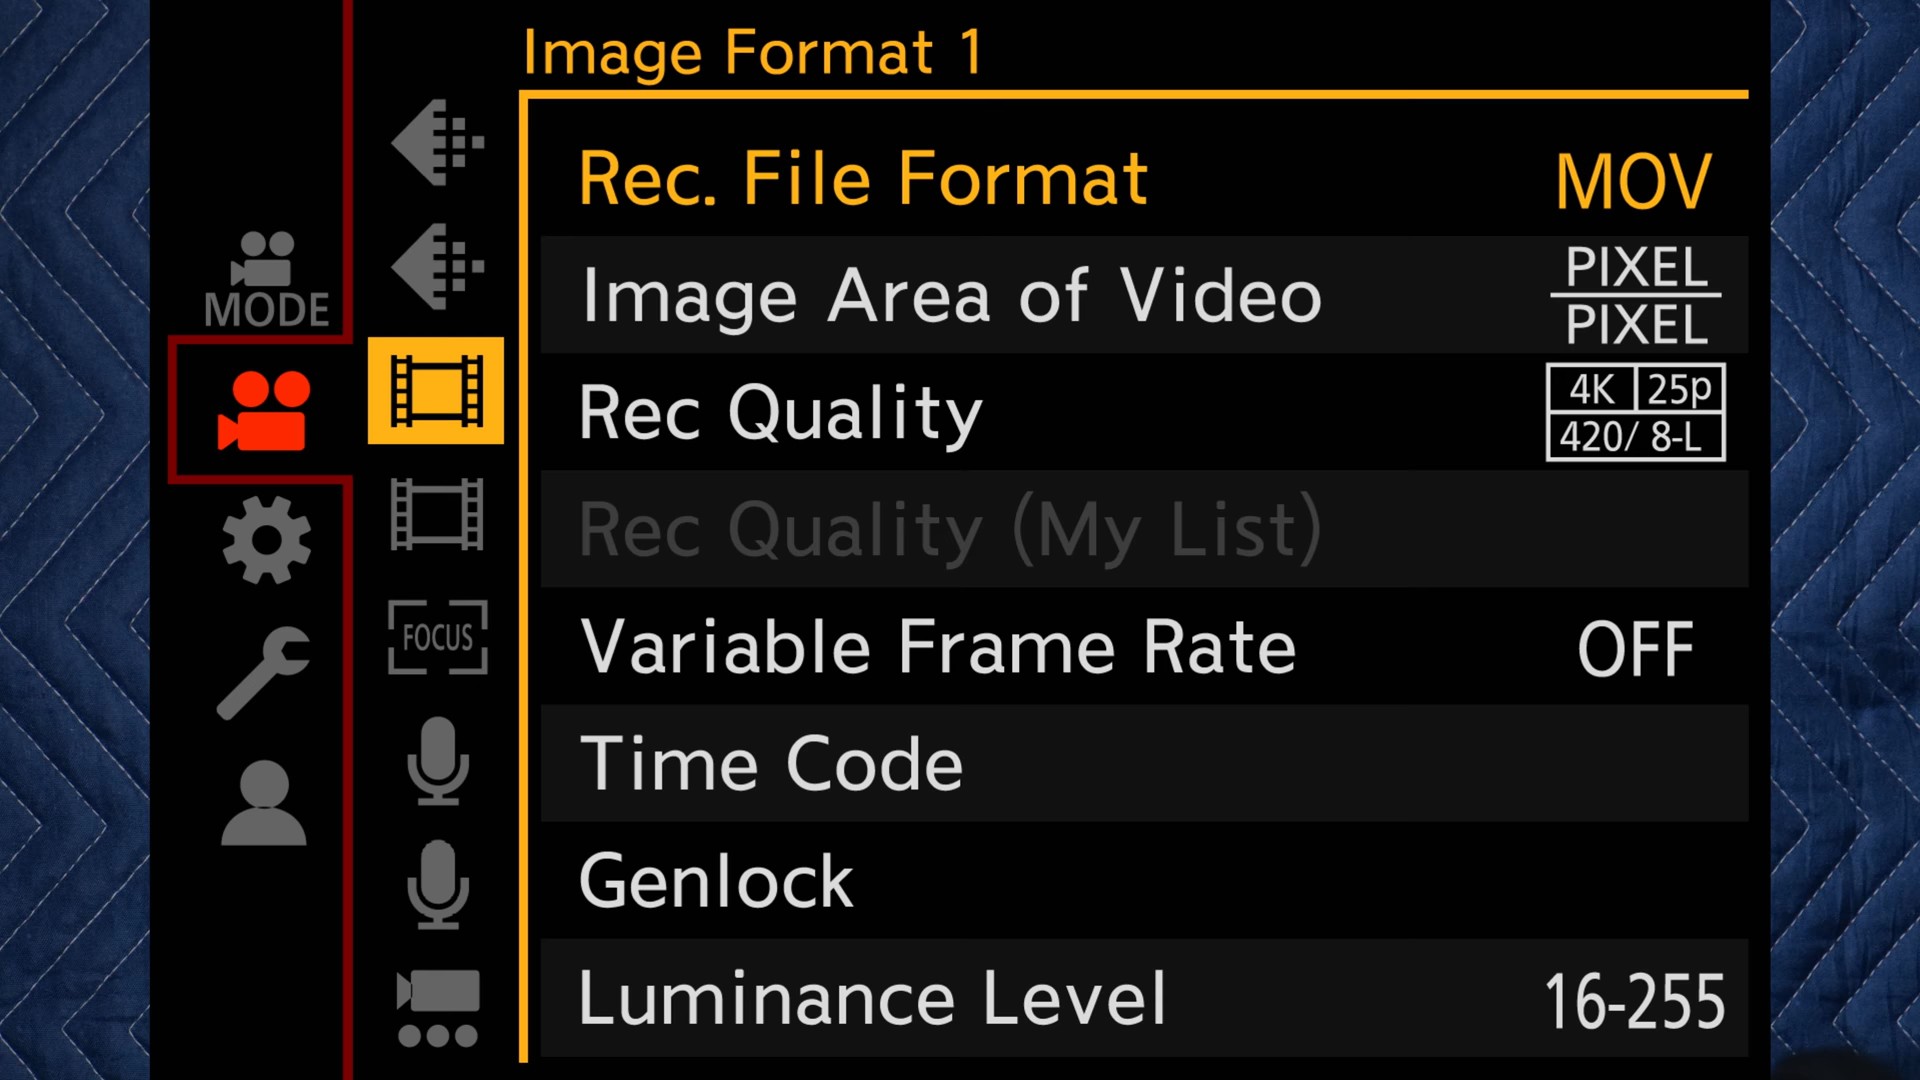 Image Format 1
Rec. File Format MOV
Image Area of Video PIXEL/PIXEL
Rec Quality 4K 25p 420/ 8-L
Rec Quality (My List)
Variable Frame Rate OFF
Time Code
Genlock
Luminance Level 16-255
MODE
FOCUS